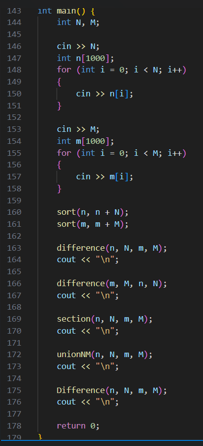 143 int main() {
144     int N, M;
145
146     cin >> N;
147     int n[1000];
148     for (int i = 0; i < N; i++)
149     {
150         cin >> n[i];
151     }
152
153     cin >> M;
154     int m[1000];
155     for (int i = 0; i < M; i++)
156     {
157         cin >> m[i];
158     }
159
160     sort(n, n + N);
161     sort(m, m + M);
162
163     difference(n, N, m, M);
164     cout << "\n";
165
166     difference(m, M, n, N);
167     cout << "\n";
168
169     section(n, N, m, M);
170     cout << "\n";
171
172     unionNM(n, N, m, M);
173     cout << "\n";
174
175     Difference(n, N, m, M);
176     cout << "\n";
177
178     return 0;
179 }